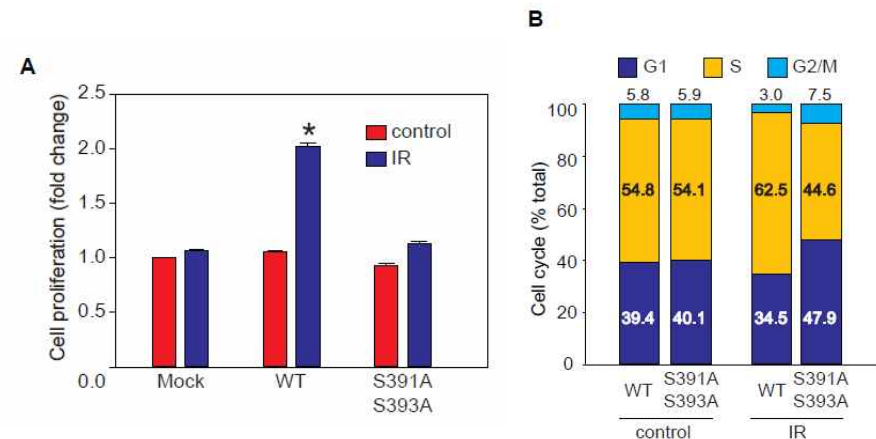 A
Cell proliferation (fold change)
2.5
2.0
1.5
1.0
0.5
0.0
*
control
IR
Mock
WT
S391A
S393A
B
G1
S
G2/M
5.8
5.9
3.0
7.5
Cell cycle (% total)
100
80
60
40
20
0
54.8
54.1
62.5
44.6
39.4
40.1
34.5
47.9
WT
S391A
S393A
WT
S391A
S393A
control
IR